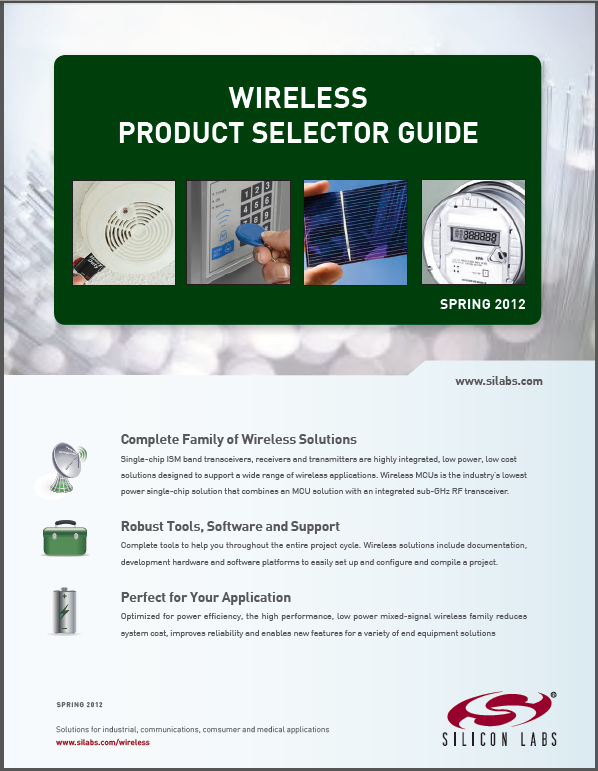 WIRELESS
PRODUCT SELECTOR GUIDE
1 2 3
4 5 6
SPRING 2012
www.silabs.com
Complete Family of Wireless Solutions
Single-chip ISM band transceivers, receivers and transmitters are highly integrated, low power, low cost
solutions designed to support a wide range of wireless applications. Wireless MCUs is the industry's lowest
power single-chip solution that combines an MCU solution with an integrated sub-GHz RF transceiver.
Robust Tools, Software and Support
Complete tools to help you throughout the entire project cycle. Wireless solutions include documentation,
development hardware and software platforms to easily set up and configure and compile a project.
Perfect for Your Application
Optimized for power efficiency, the high performance, low power mixed-signal wireless family reduces
system cost, improves reliability and enables new features for a variety of end equipment solutions
SPRING 2012
Solutions for industrial, communications, comsumer and medical applications
www.silabs.com/wireless
SILICON LABS